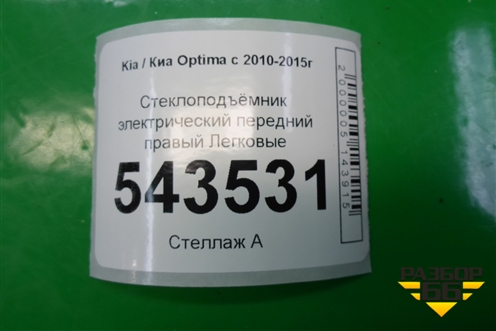 Kia / Киа Optima с 2010-2015г
Стеклоподъёмник
электрический передний
правый Легковые
543531
Стеллаж А
2000005143915
РАЗБОР
66